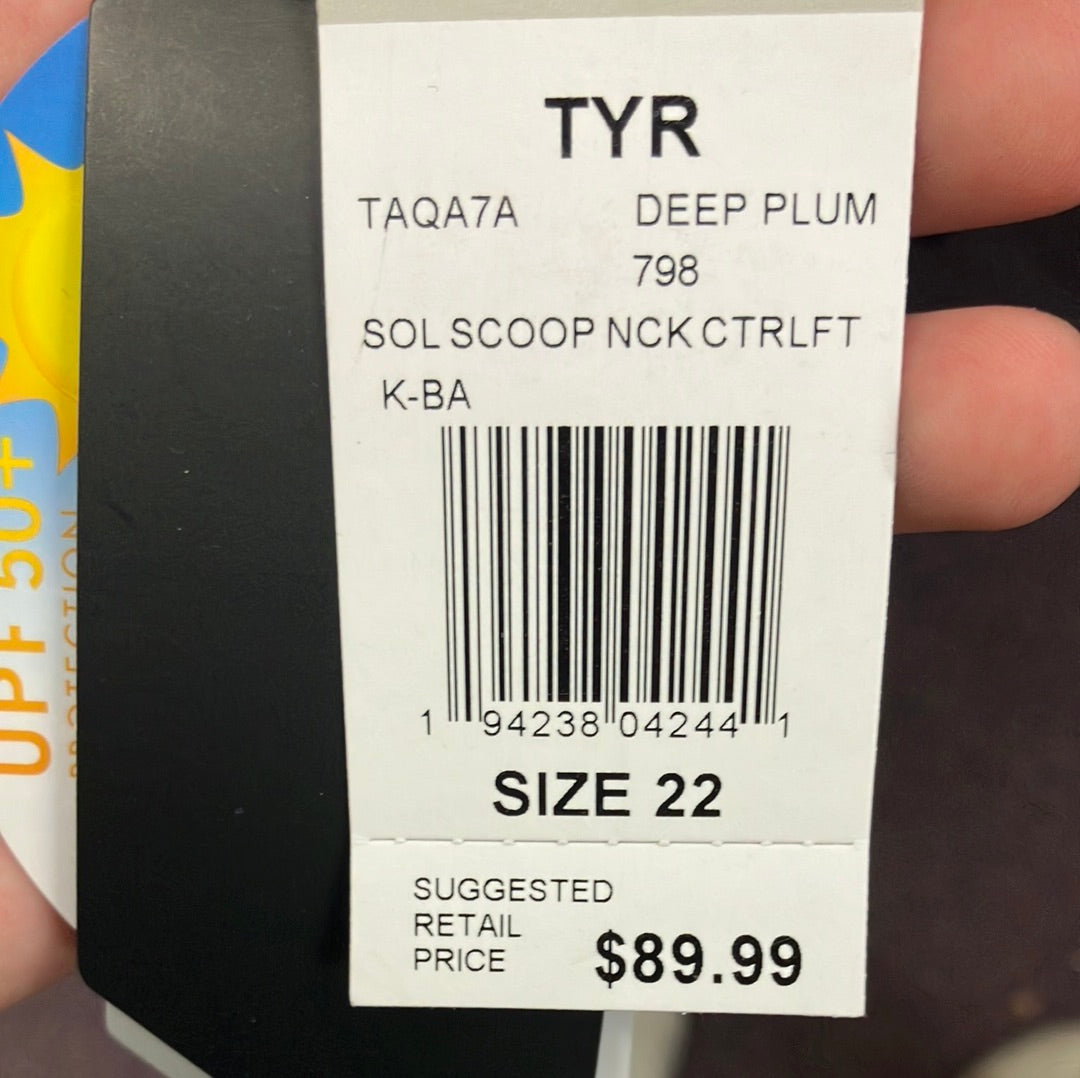 TYR
TAQA7A DEEP PLUM
798
SOL SCOOP NCK CTRLFT
K-BA
1 94238 04244 1
SIZE 22
SUGGESTED
RETAIL
PRICE $89.99
UPF 50+
PROTECTION